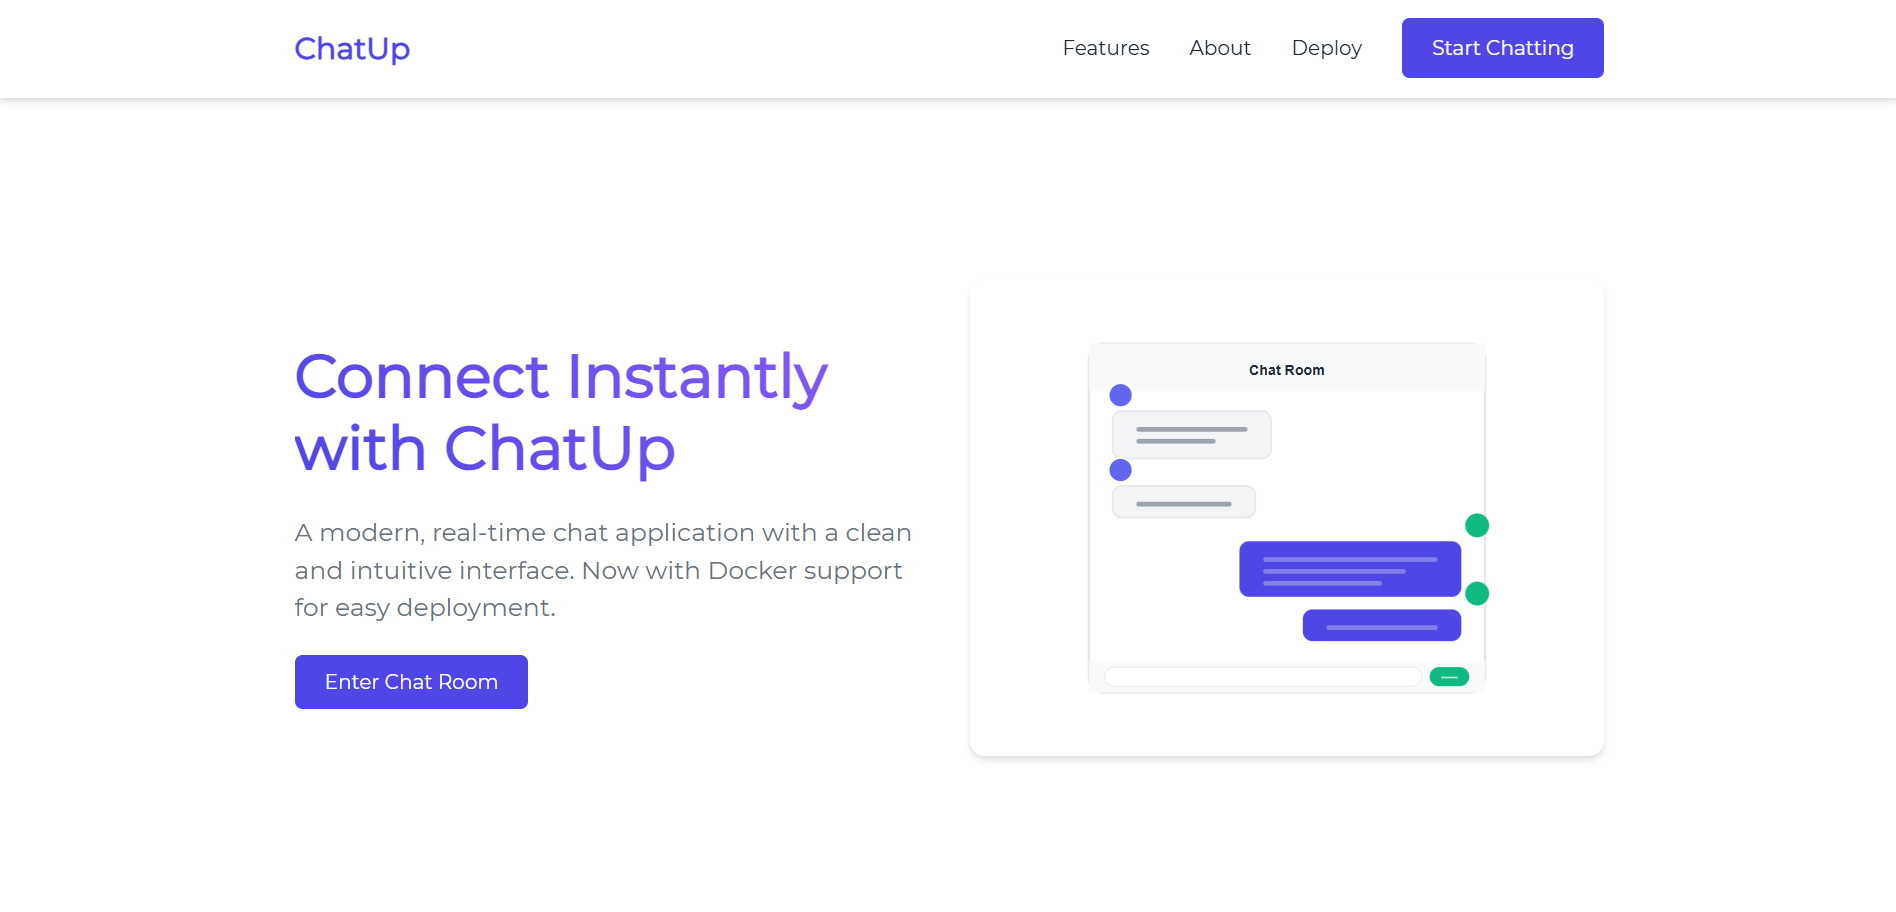 ChatUp
Features
About
Deploy
Start Chatting
Connect Instantly
with ChatUp
A modern, real-time chat application with a clean
and intuitive interface. Now with Docker support
for easy deployment.
Enter Chat Room
Chat Room